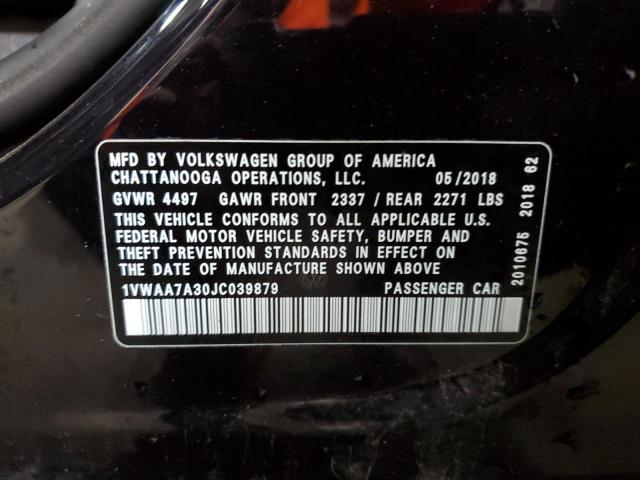 MFD BY VOLKSWAGEN GROUP OF AMERICA
CHATTANOOGA OPERATIONS, LLC. 05/2018
GVWR 4497 GAWR FRONT 2337 / REAR 2271 LBS
THIS VEHICLE CONFORMS TO ALL APPLICABLE U.S.
FEDERAL MOTOR VEHICLE SAFETY, BUMPER AND
THEFT PREVENTION STANDARDS IN EFFECT ON
THE DATE OF MANUFACTURE SHOWN ABOVE
1VWAA7A30JC039879 PASSENGER CAR
2010675 2018 62